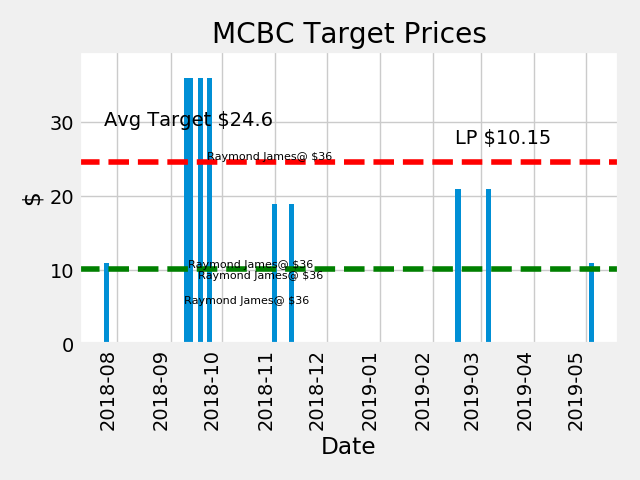 MCBC Target Prices
Avg Target $24.6
LP $10.15
Raymond James@ $36
Raymond James@ $36
Raymond James@ $36
Raymond James@ $36
$
30
20
10
0
2018-08
2018-09
2018-10
2018-11
2018-12
2019-01
2019-02
2019-03
2019-04
2019-05
Date